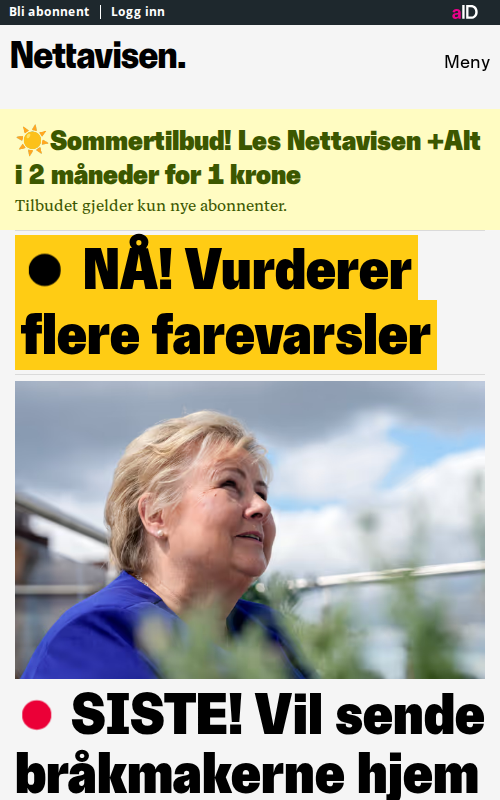 Bli abonnent | Logg inn
aID
Nettavisen.
Meny
☀️Sommertilbud! Les Nettavisen +Alt
i 2 måneder for 1 krone
Tilbudet gjelder kun nye abonnenter.
● NÅ! Vurderer
flere farevarsler
● SISTE! Vil sende
bråkmakerne hjem